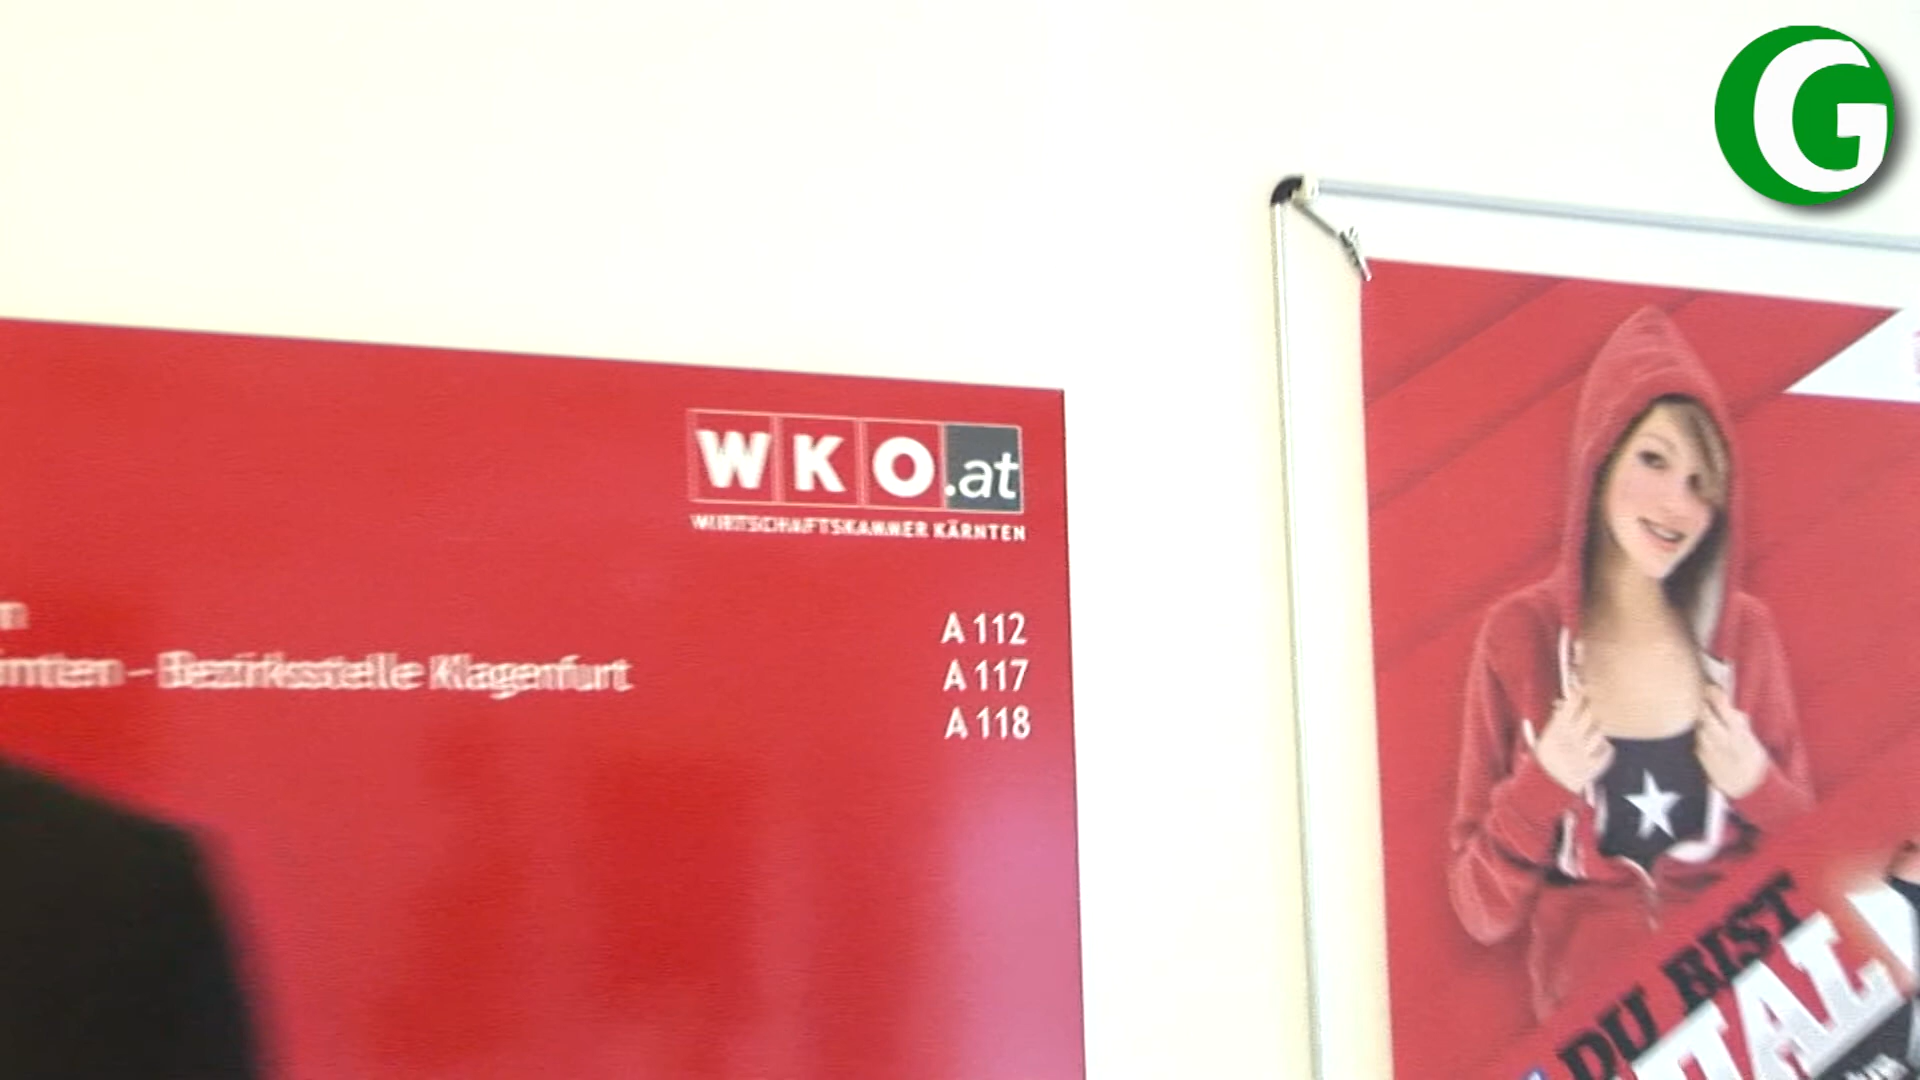 G
WKO.at
WIRTSCHAFTSKAMMER KÄRNTEN
A 112
- Bezirksstelle Klagenfurt A 117
A 118
DU BIST